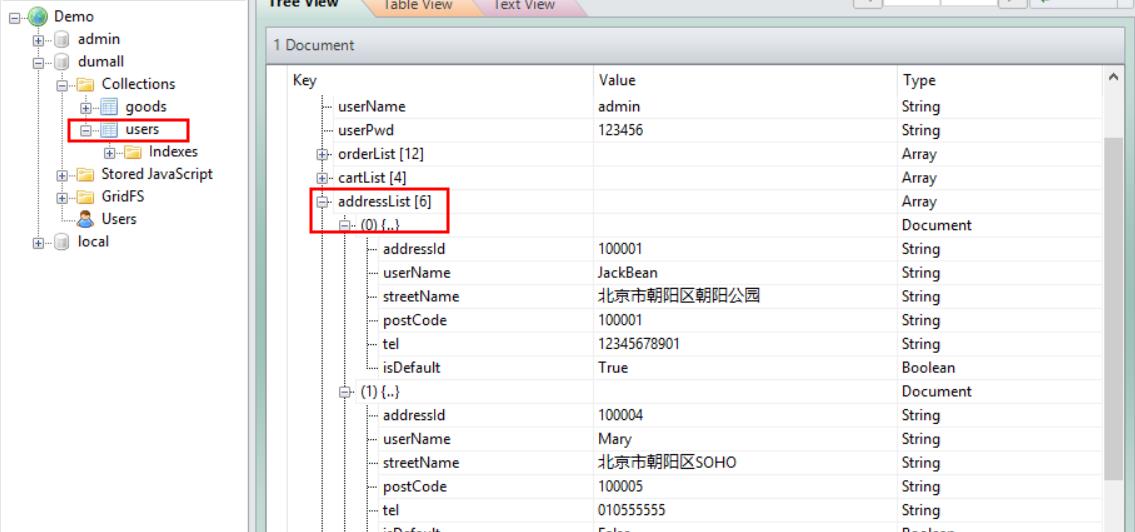 Demo
admin
dumall
Collections
goods
users
Indexes
Stored JavaScript
GridFS
Users
local
Tree View Table View Text View
1 Document
Key Value Type
userName admin String
userPwd 123456 String
orderList [12] Array
cartList [4] Array
addressList [6] Array
(0) {..} Document
addressId 100001 String
userName JackBean String
streetName 北京市朝阳区朝阳公园 String
postCode 100001 String
tel 12345678901 String
isDefault True Boolean
(1) {..} Document
addressId 100004 String
userName Mary String
streetName 北京市朝阳区SOHO String
postCode 100005 String
tel 010555555 String
isDefault False Boolean